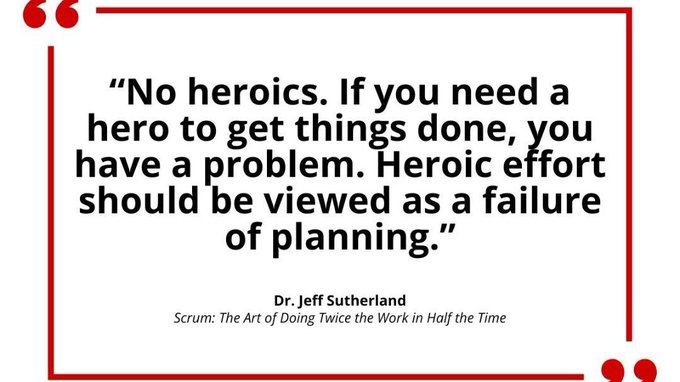 “No heroics. If you need a
hero to get things done, you
have a problem. Heroic effort
should be viewed as a failure
of planning.”
Dr. Jeff Sutherland
Scrum: The Art of Doing Twice the Work in Half the Time